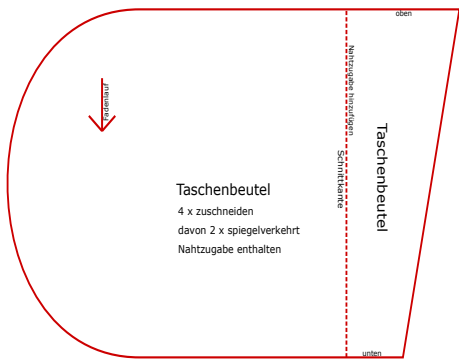 oben
Fadenlauf
Nahtzugabe hinzufügen
Schnittkante
Taschenbeutel
Taschenbeutel
4 x zuschneiden
davon 2 x spiegelverkehrt
Nahtzugabe enthalten
unten